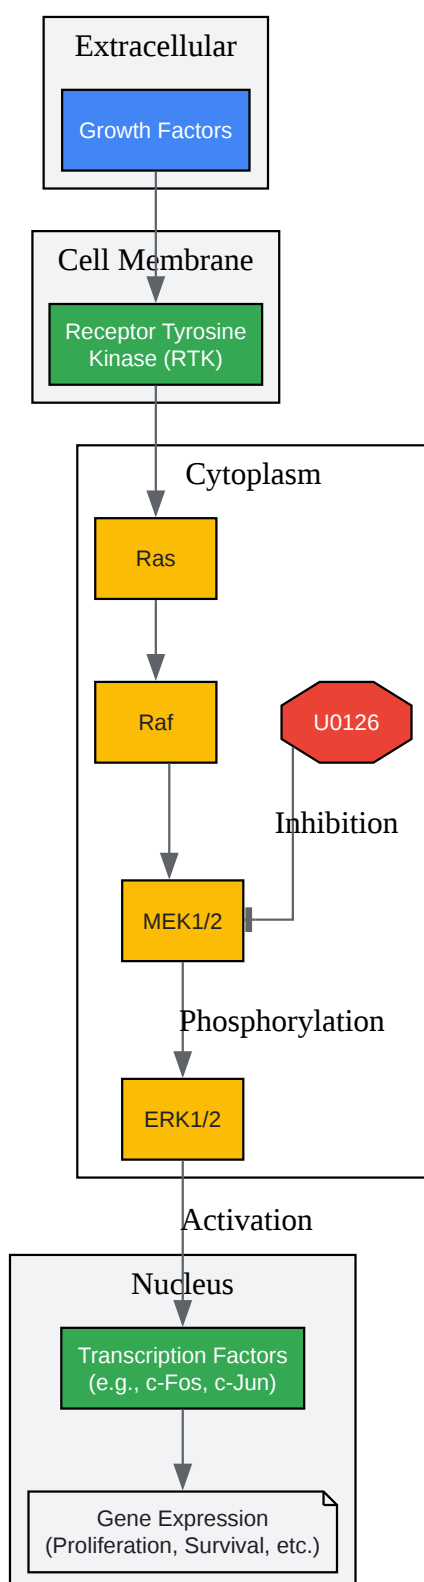 Extracellular
Growth Factors
Cell Membrane
Receptor Tyrosine
Kinase (RTK)
Cytoplasm
Ras
Raf
U0126
Inhibition
MEK1/2
Phosphorylation
ERK1/2
Activation
Nucleus
Transcription Factors
(e.g., c-Fos, c-Jun)
Gene Expression
(Proliferation, Survival, etc.)